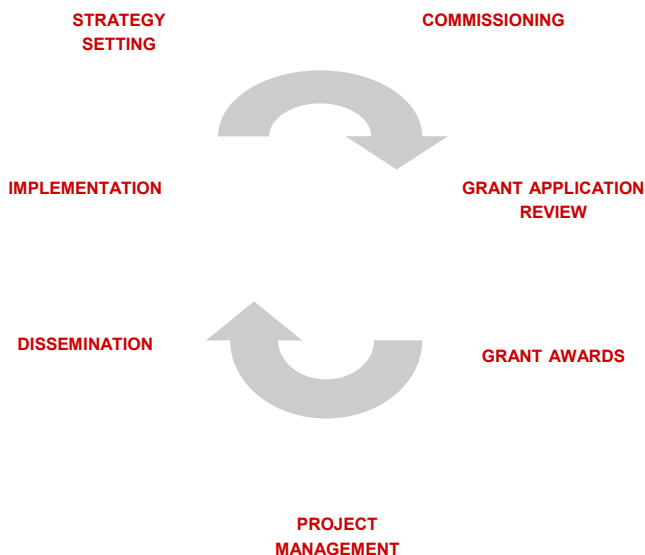 STRATEGY
SETTING
COMMISSIONING
IMPLEMENTATION
GRANT APPLICATION
REVIEW
DISSEMINATION
GRANT AWARDS
PROJECT
MANAGEMENT